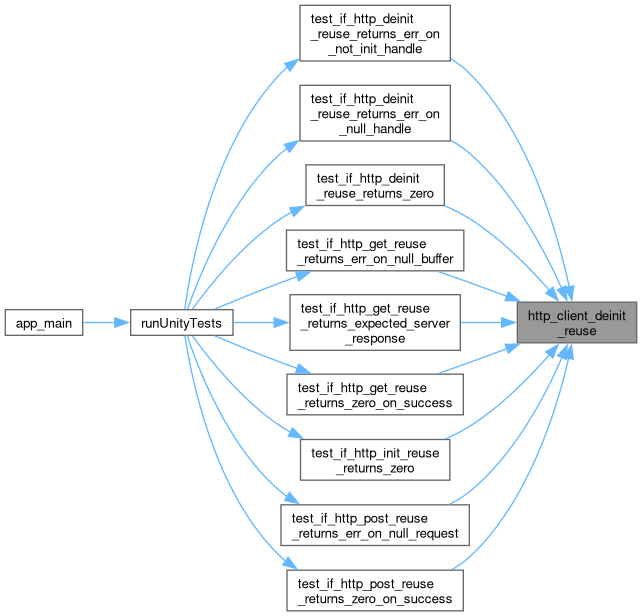 test_if_http_deinit
_reuse_returns_err_on
_not_init_handle
test_if_http_deinit
_reuse_returns_err_on
_null_handle
test_if_http_deinit
_reuse_returns_zero
test_if_http_get_reuse
_returns_err_on_null_buffer
app_main
runUnityTests
test_if_http_get_reuse
_returns_expected_server
_response
http_client_deinit
_reuse
test_if_http_get_reuse
_returns_zero_on_success
test_if_http_init_reuse
_returns_zero
test_if_http_post_reuse
_returns_err_on_null_request
test_if_http_post_reuse
_returns_zero_on_success